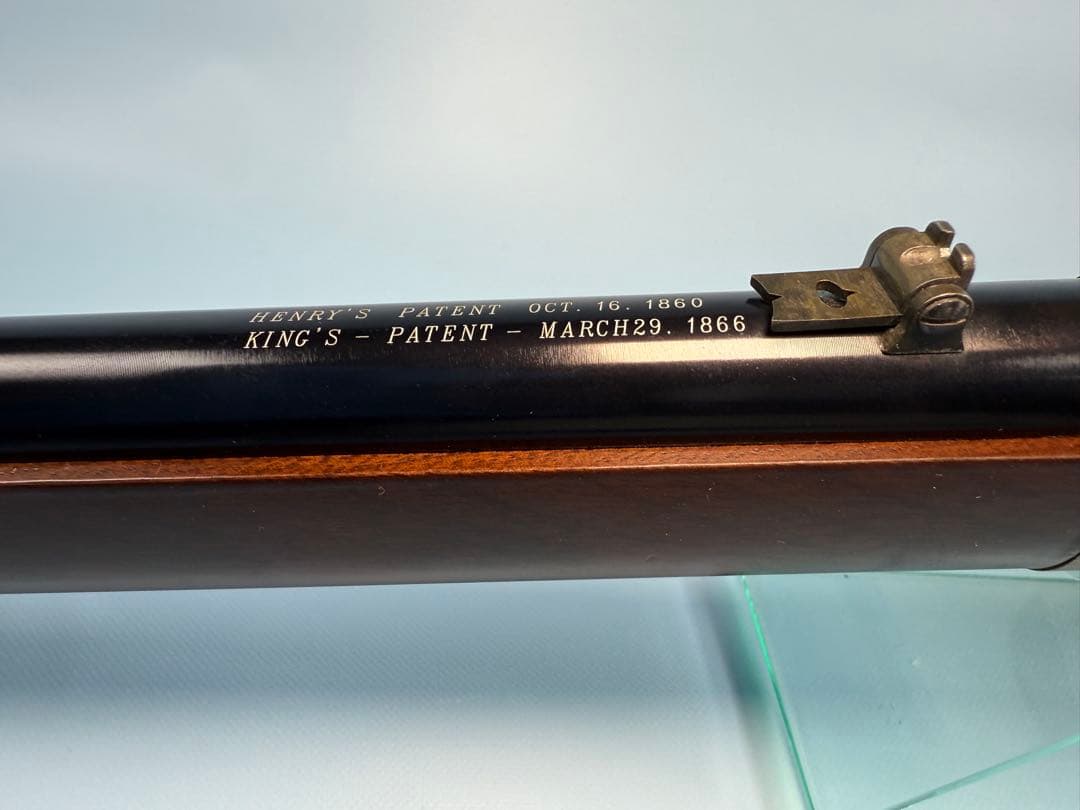 HENRY'S PATENT OCT. 16. 1860
KING'S - PATENT - MARCH29. 1866